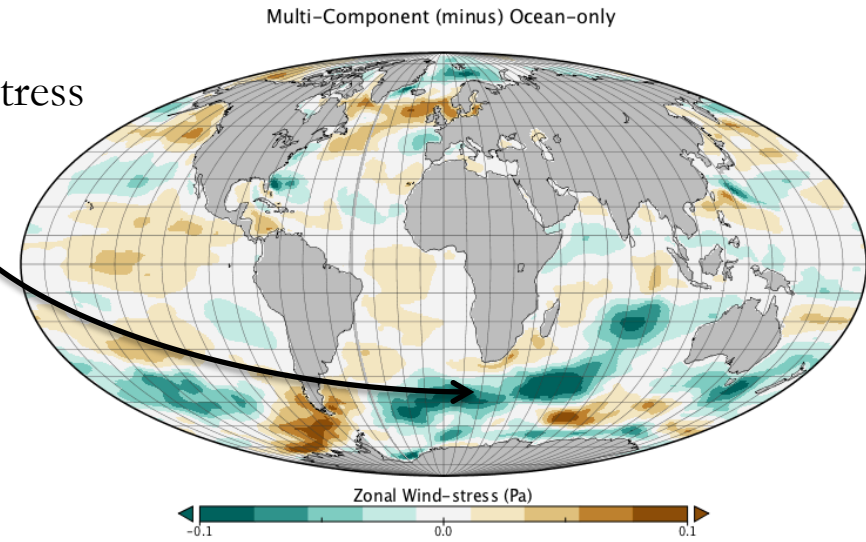 Multi-Component (minus) Ocean-only
tress
Zonal Wind-stress (Pa)
-0.1 0.0 0.1